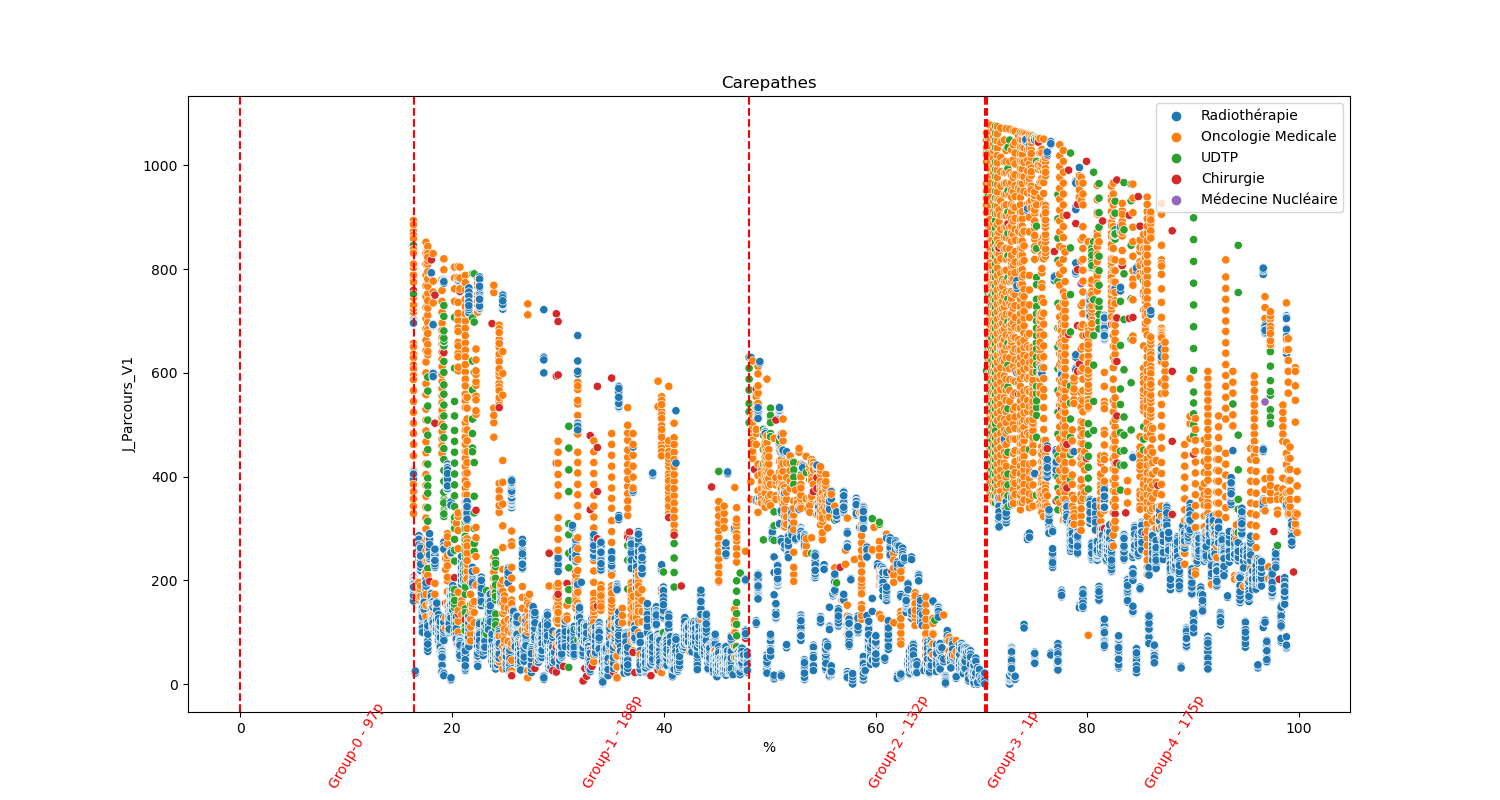 Carepathes
Radiothérapie
Oncologie Medicale
UDTP
Chirurgie
Médecine Nucléaire
J_Parcours_V1
1000
800
600
400
200
0
0 20 40 60 80 100
%
Group-0 - 97p
Group-1 - 188p
Group-2 - 132p
Group-3 - 1p
Group-4 - 175p